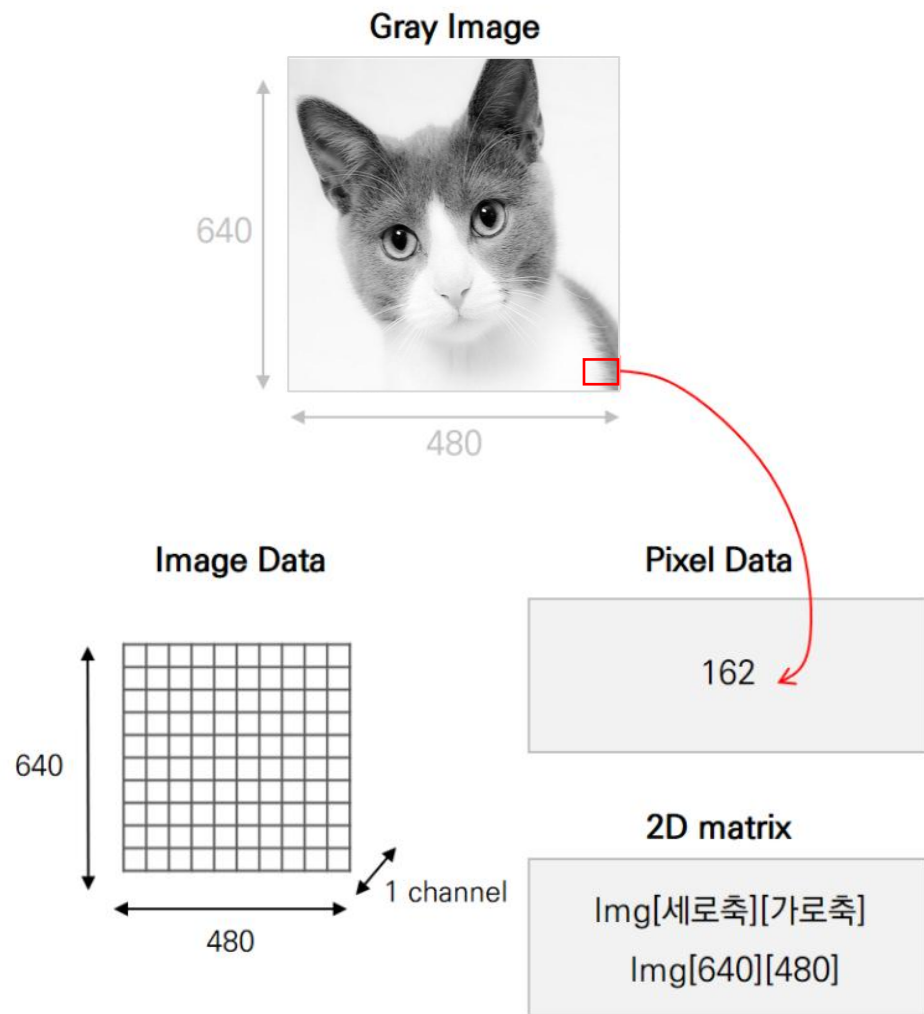 Gray Image
640
480
Image Data
640
480
1 channel
Pixel Data
162
2D matrix
Img[세로축][가로축]
Img[640][480]